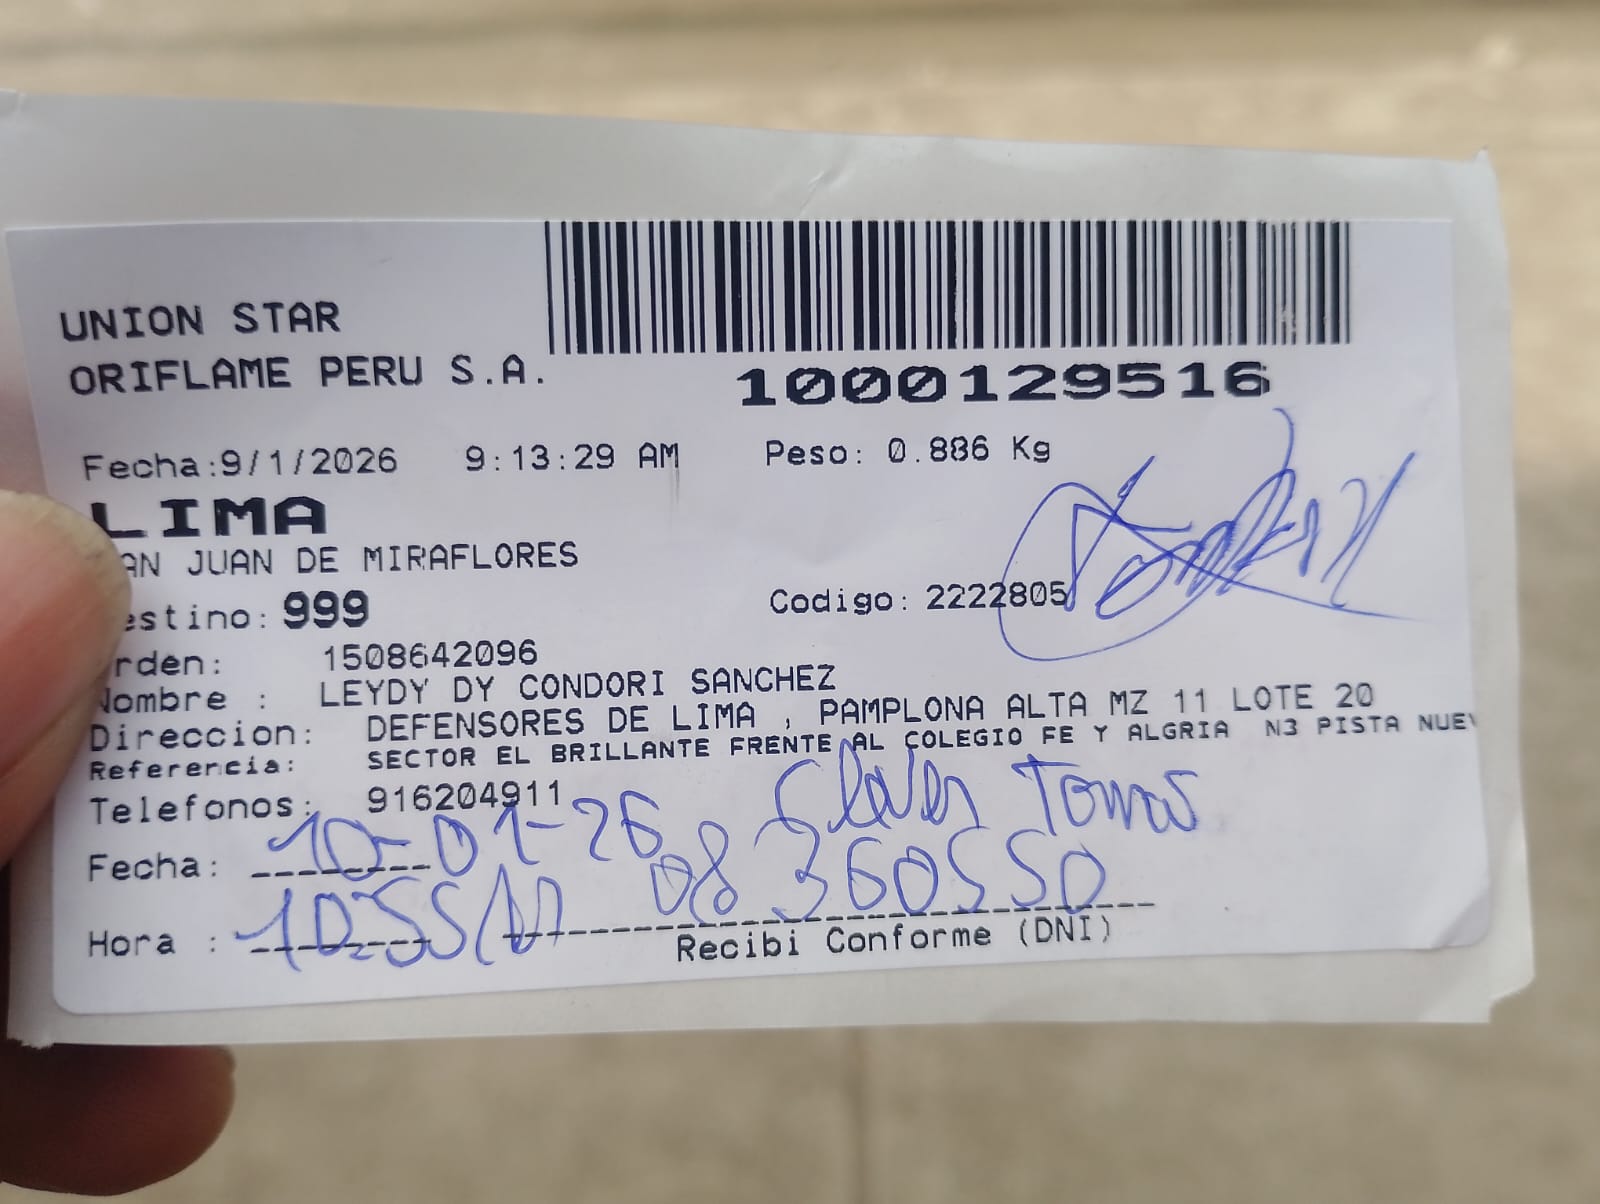 UNION STAR
ORIFLAME PERU S.A.
1000129516
Fecha:9/1/2026 9:13:29 AM Peso: 0.886 Kg
LIMA
AN JUAN DE MIRAFLORES
estino: 999 Codigo: 2222805
rden: 1508642096
Nombre : LEYDY DY CONDORI SANCHEZ
Direccion: DEFENSORES DE LIMA , PAMPLONA ALTA MZ 11 LOTE 20
Referencia: SECTOR EL BRILLANTE FRENTE AL COLEGIO FE Y ALGRIA N3 PISTA NUEV
Telefonos: 916204911
Tomas
Fecha: 10-01-26
08360550
Hora :
Recibi Conforme (DNI)